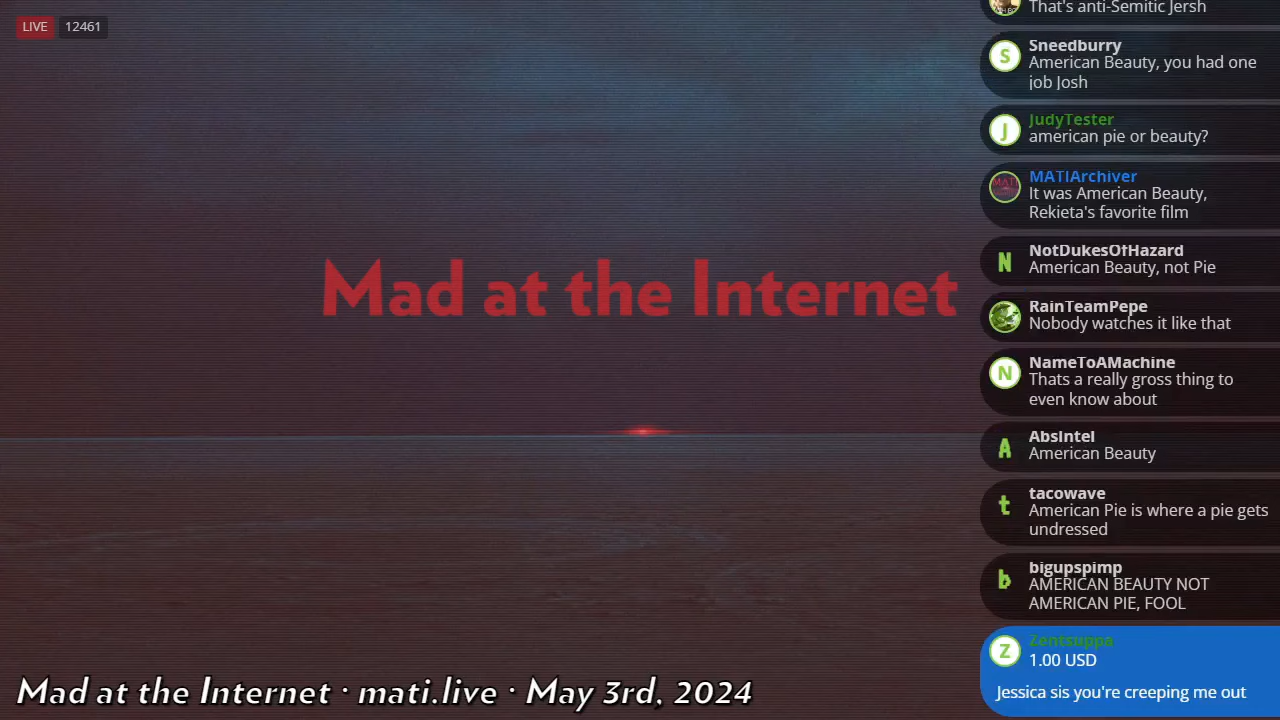 LIVE 12461
Mad at the Internet
That's anti-Semitic Jersh
Sneedburry
American Beauty, you had one
job Josh
JudyTester
american pie or beauty?
MATIArchiver
It was American Beauty,
Rekieta's favorite film
NotDukesOfHazard
American Beauty, not Pie
RainTeamPepe
Nobody watches it like that
NameToAMachine
Thats a really gross thing to
even know about
AbsIntel
American Beauty
tacowave
American Pie is where a pie gets
undressed
bigupspimp
AMERICAN BEAUTY NOT
AMERICAN PIE, FOOL
Zentsuppa
1.00 USD
Jessica sis you're creeping me out
Mad at the Internet · mati.live · May 3rd, 2024